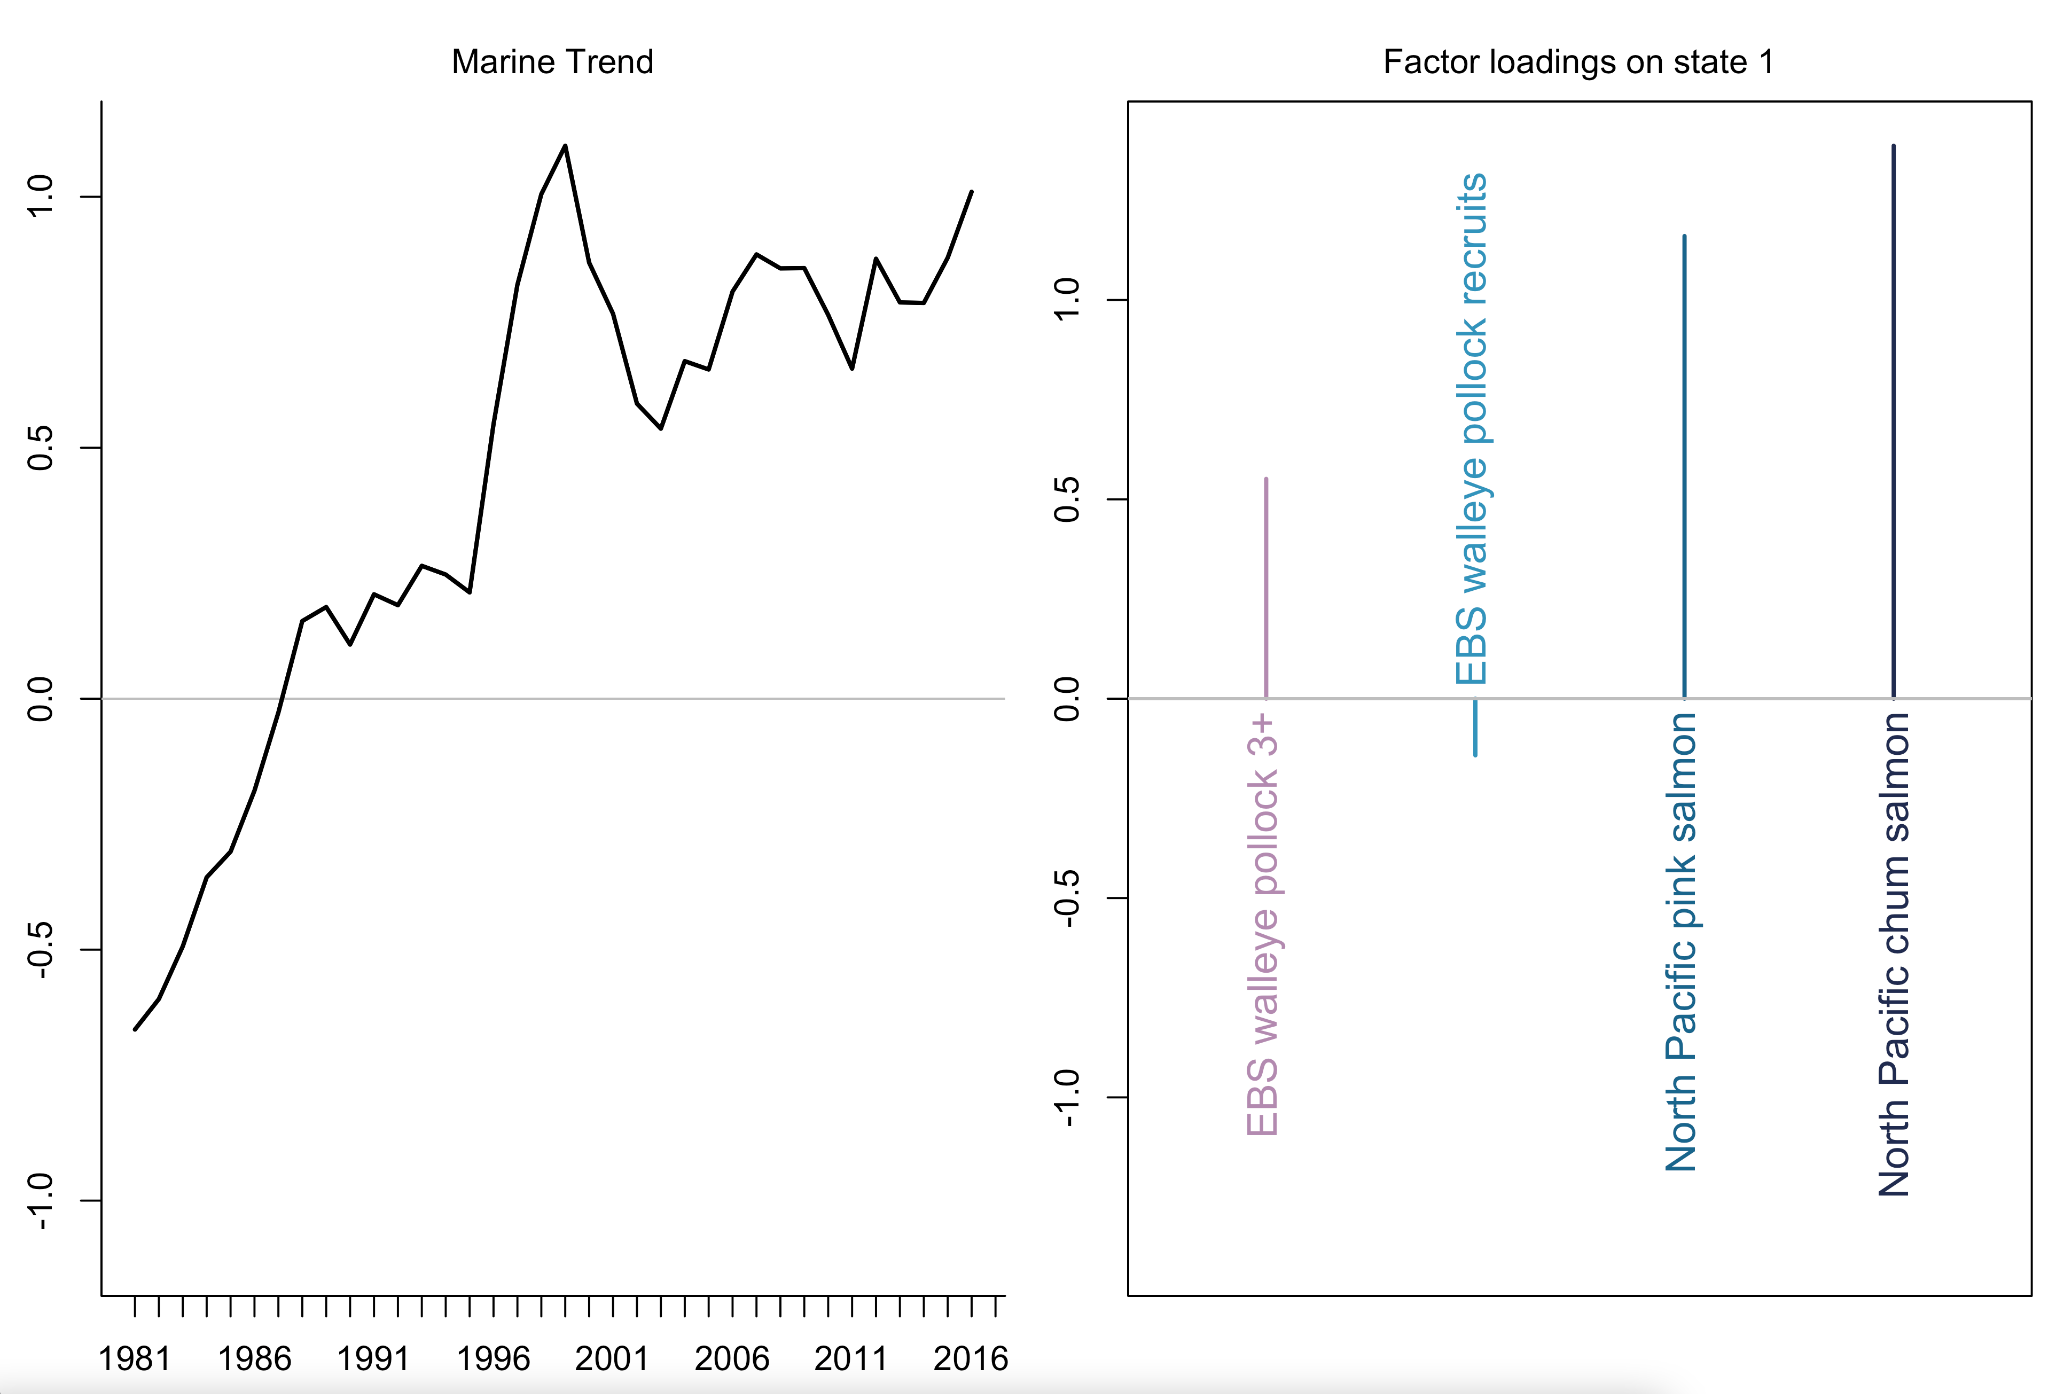 Marine Trend
1.0
0.5
0.0
-0.5
-1.0
1981 1986 1991 1996 2001 2006 2011 2016
Factor loadings on state 1
1.0
0.5
0.0
-0.5
-1.0
EBS walleye pollock 3+
EBS walleye pollock recruits
North Pacific pink salmon
North Pacific chum salmon